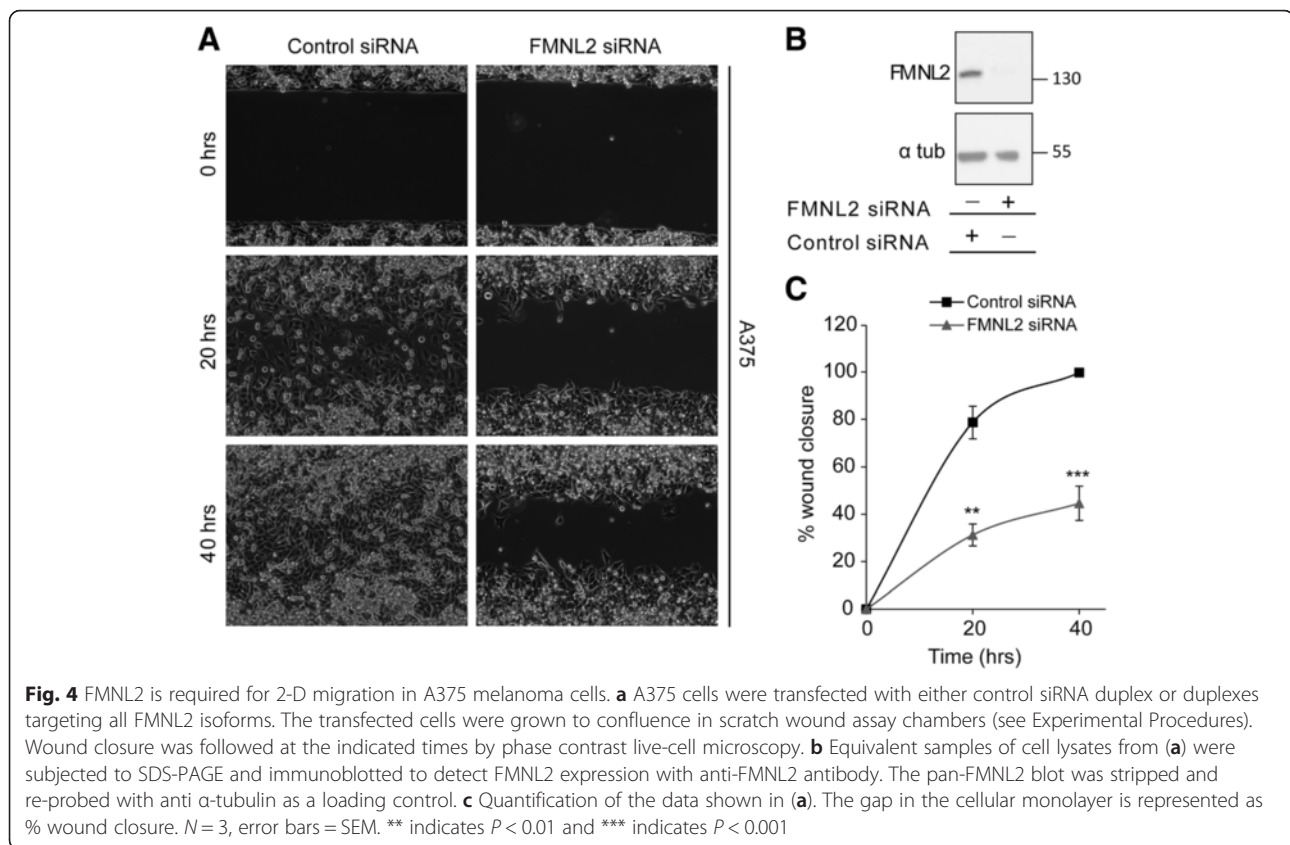 A
Control siRNA
FMNL2 siRNA
0 hrs
20 hrs
40 hrs
A375
B
FMNL2
130
α tub
55
FMNL2 siRNA – +
Control siRNA + –
C
Control siRNA
FMNL2 siRNA
120
100
80
60
40
20
0
% wound closure
**
***
0 20 40
Time (hrs)
Fig. 4 FMNL2 is required for 2-D migration in A375 melanoma cells. a A375 cells were transfected with either control siRNA duplex or duplexes
targeting all FMNL2 isoforms. The transfected cells were grown to confluence in scratch wound assay chambers (see Experimental Procedures).
Wound closure was followed at the indicated times by phase contrast live-cell microscopy. b Equivalent samples of cell lysates from (a) were
subjected to SDS-PAGE and immunoblotted to detect FMNL2 expression with anti-FMNL2 antibody. The pan-FMNL2 blot was stripped and
re-probed with anti α-tubulin as a loading control. c Quantification of the data shown in (a). The gap in the cellular monolayer is represented as
% wound closure. N = 3, error bars = SEM. ** indicates P < 0.01 and *** indicates P < 0.001